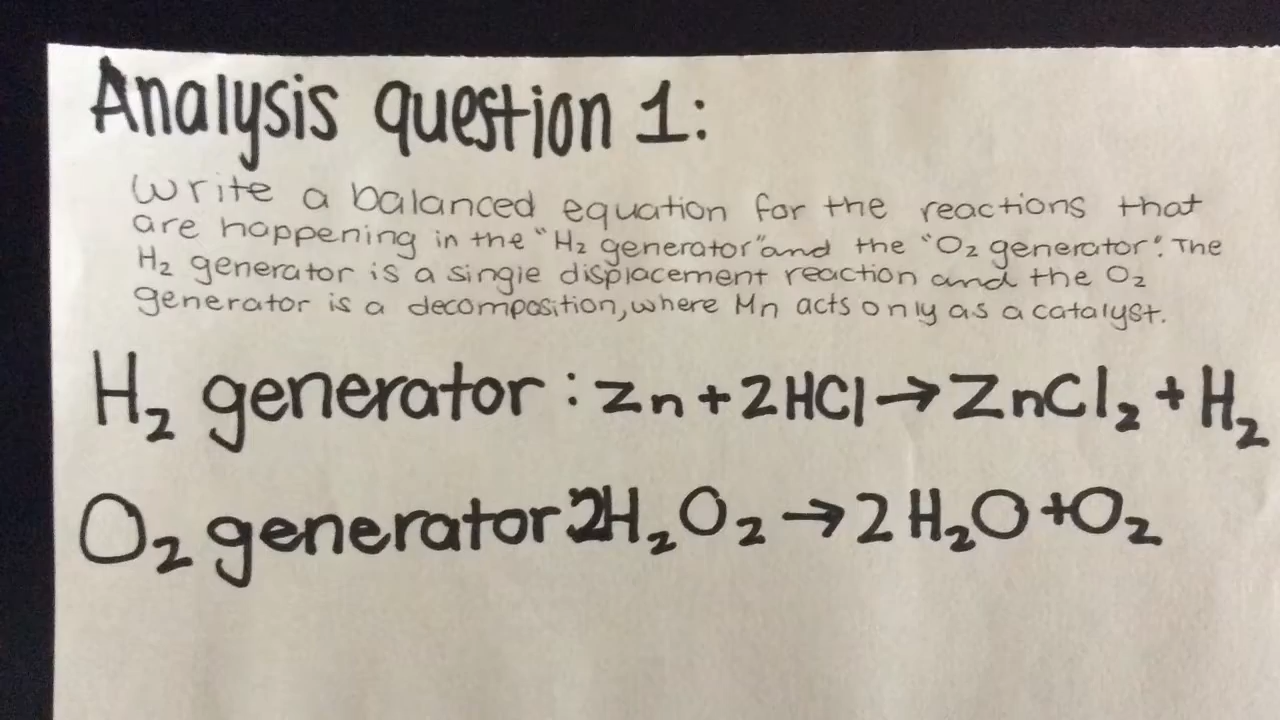 Analysis question 1:
Write a balanced equation for the reactions that
are happening in the "H₂ generator" and the "O₂ generator". The
H₂ generator is a single displacement reaction and the O₂
generator is a decomposition, where Mn acts only as a catalyst.
H₂ generator: Zn + 2HCl → ZnCl₂ + H₂
O₂ generator 2H₂O₂ → 2H₂O + O₂